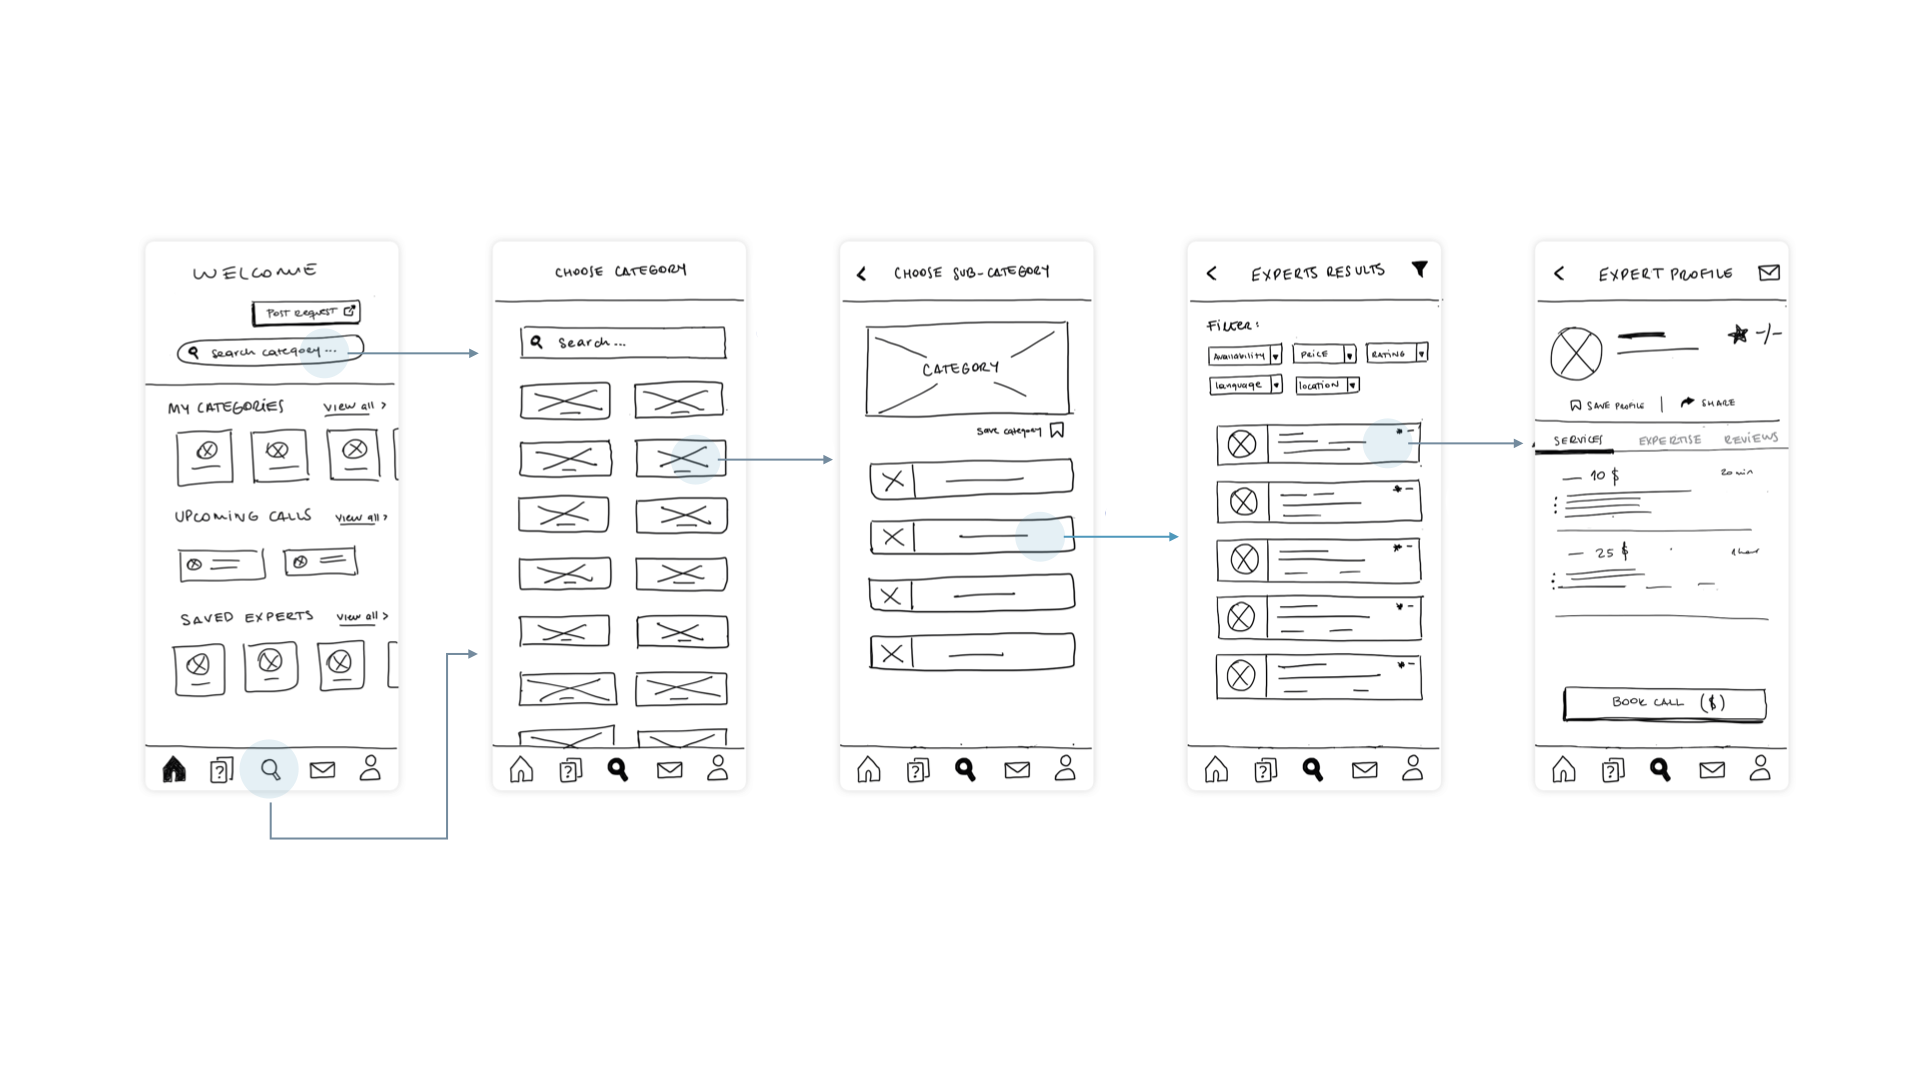 WELCOME
POST REQUEST
Search category...
MY CATEGORIES
View all >
UPCOMING CALLS
View all >
SAVED EXPERTS
View all >
?
CHOOSE CATEGORY
Search...
?
< CHOOSE SUB-CATEGORY
CATEGORY
Save category
?
< EXPERTS RESULTS
Filter:
Availability
PRICE
RATING
language
location
?
< EXPERT PROFILE
-/-
SAVE PROFILE | SHARE
SERVICES
EXPERTISE
REVIEWS
— 10 $
20 min
— 25 $
BOOK CALL ($)
?